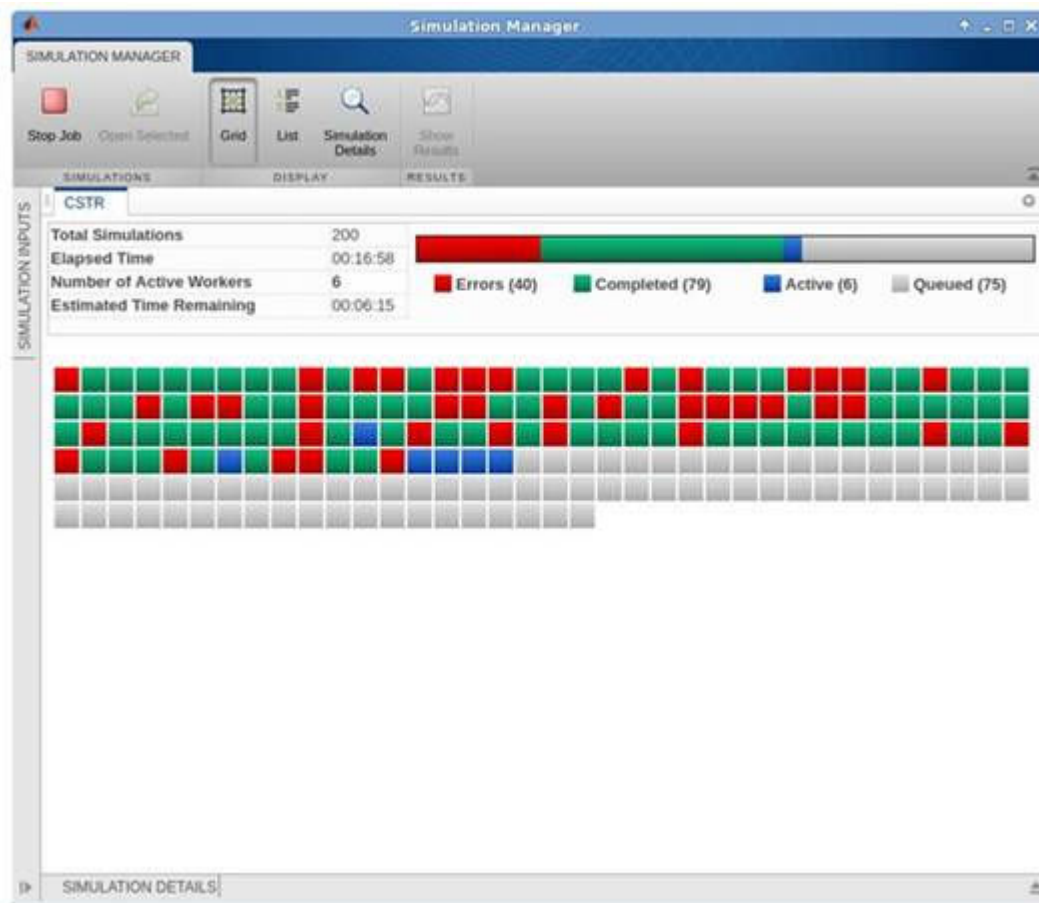 Simulation Manager
SIMULATION MANAGER
Stop Job
Open Selected
Grid
List
Simulation Details
Show Results
SIMULATIONS
DISPLAY
RESULTS
SIMULATION INPUTS
CSTR
Total Simulations 200
Elapsed Time 00:16:58
Number of Active Workers 6
Estimated Time Remaining 00:06:15
Errors (40) Completed (79) Active (6) Queued (75)
SIMULATION DETAILS